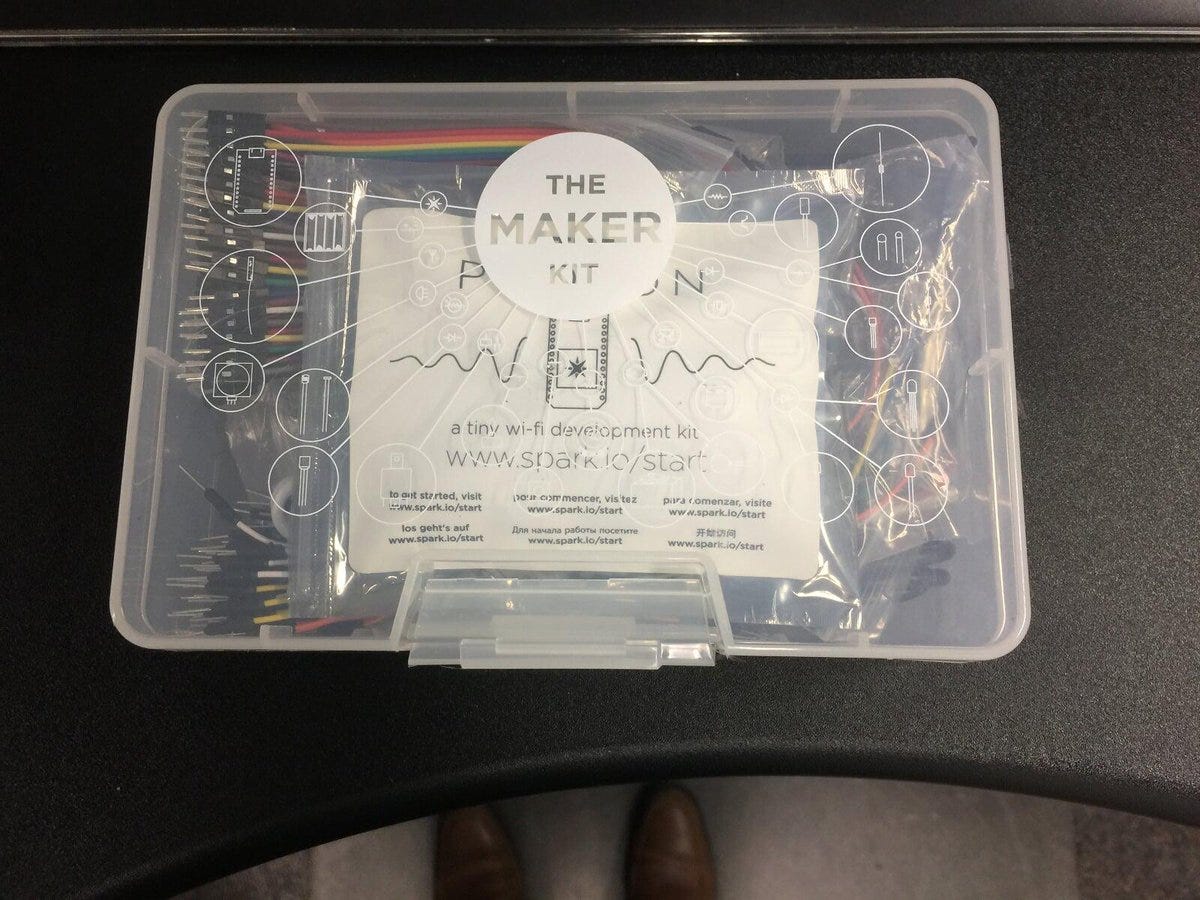 THE
MAKER
KIT
P
ON
a tiny wi-fi development kit
www.spark.io/start
to get started, visit
www.spark.io/start
pour commencer, visitez
www.spark.io/start
para comenzar, visite
www.spark.io/start
los geht's auf
www.spark.io/start
Для начала работы посетите
www.spark.io/start
开始访问
www.spark.io/start